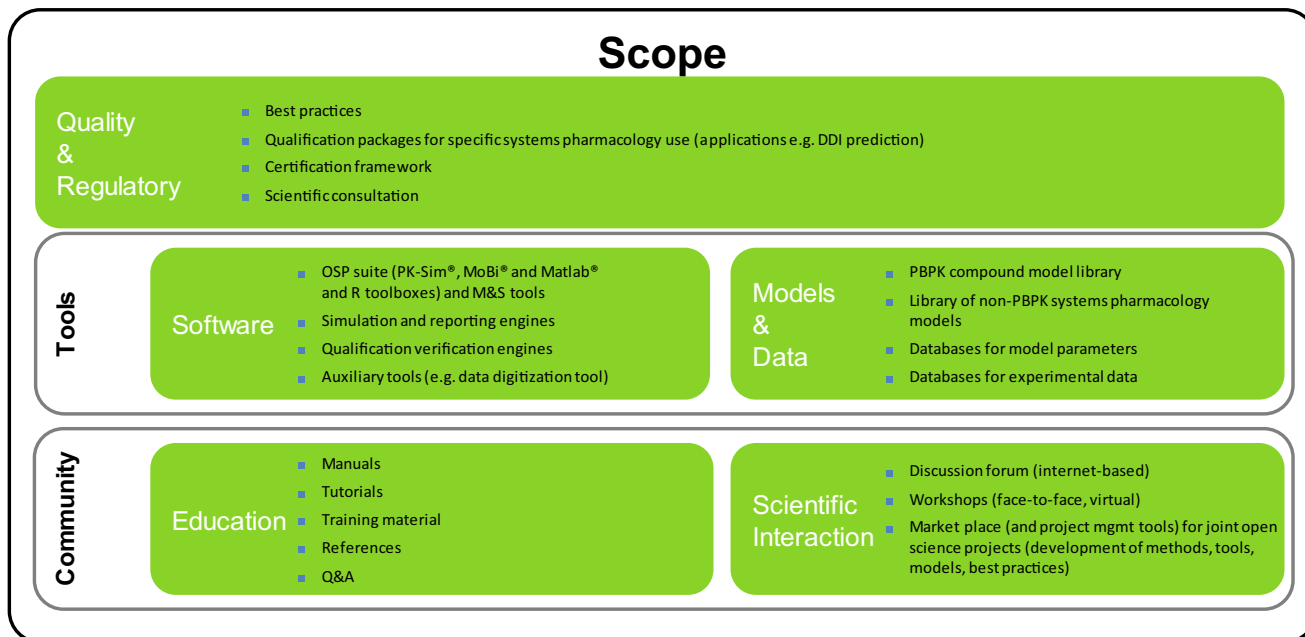 Scope
Quality
&
Regulatory
Best practices
Qualification packages for specific systems pharmacology use (applications e.g. DDI prediction)
Certification framework
Scientific consultation
Tools
Software
OSP suite (PK-Sim®, MoBi® and Matlab®
and R toolboxes) and M&S tools
Simulation and reporting engines
Qualification verification engines
Auxiliary tools (e.g. data digitization tool)
Models
&
Data
PBPK compound model library
Library of non-PBPK systems pharmacology
models
Databases for model parameters
Databases for experimental data
Community
Education
Manuals
Tutorials
Training material
References
Q&A
Scientific
Interaction
Discussion forum (internet-based)
Workshops (face-to-face, virtual)
Market place (and project mgmt tools) for joint open
science projects (development of methods, tools,
models, best practices)